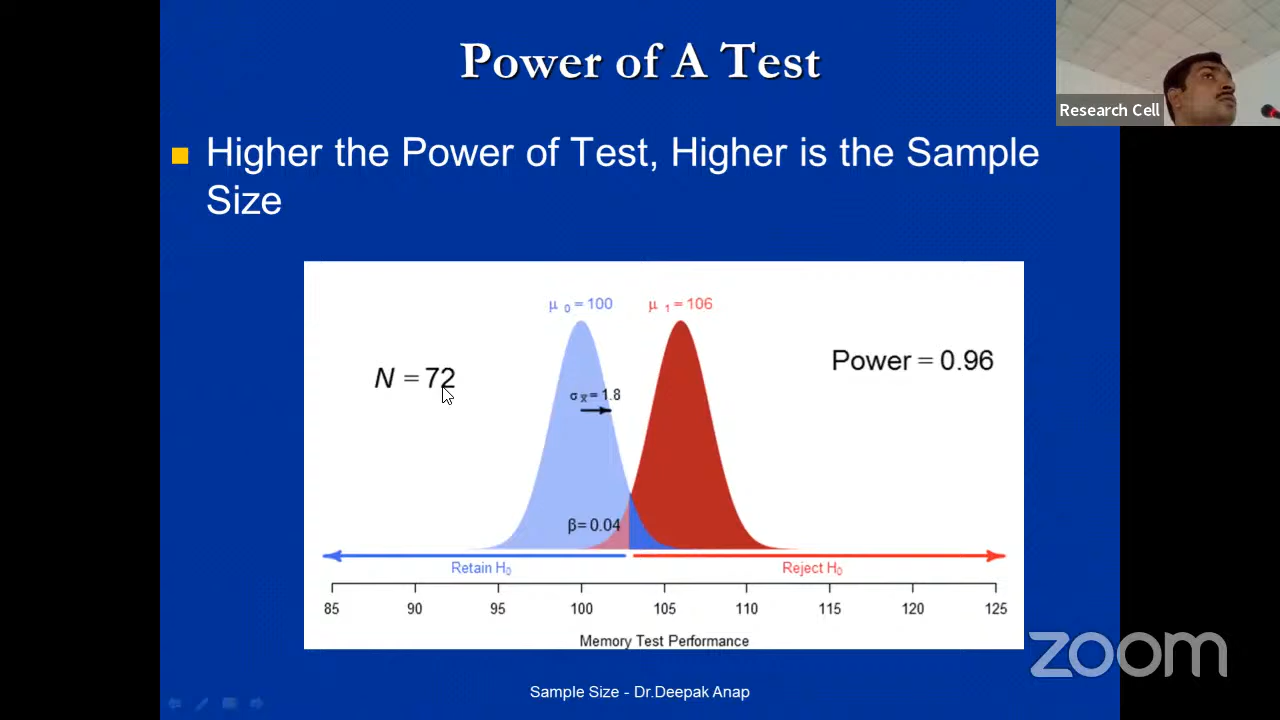 Power of A Test
Research Cell
Higher the Power of Test, Higher is the Sample
Size
μ 0 = 100
μ 1 = 106
N = 72
Power = 0.96
σ x̅ = 1.8
β= 0.04
Retain H0
Reject H0
85 90 95 100 105 110 115 120 125
Memory Test Performance
zoom
Sample Size - Dr.Deepak Anap